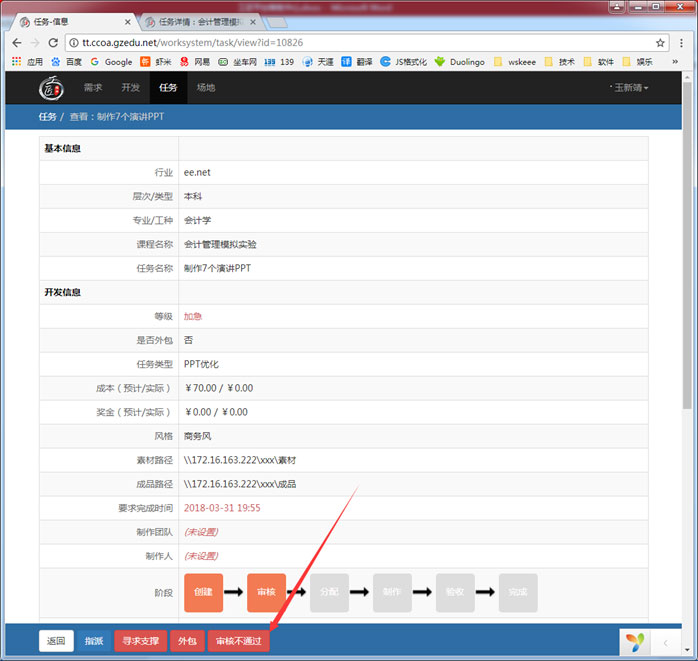 任务-信息
任务详情：会计管理模拟
tt.ccoa.gzedu.net/worksystem/task/view?id=10826
应用 百度 Google 虾米 网易 坐车网 139 139 天涯 译 翻译 JS格式化 Duolingo wskeee 技术 软件 娱乐 »
需求 开发 任务 场地 王新靖
任务 / 查看：制作7个演讲PPT
基本信息
行业 ee.net
层次/类型 本科
专业/工种 会计学
课程名称 会计管理模拟实验
任务名称 制作7个演讲PPT
开发信息
等级 加急
是否外包 否
任务类型 PPT优化
成本（预计/实际） ￥70.00 / ￥0.00
奖金（预计/实际） ￥0.00 / ￥0.00
风格 商务风
素材路径 \\172.16.163.222\xxx\素材
成品路径 \\172.16.163.222\xxx\成品
要求完成时间 2018-03-31 19:55
制作团队 (未设置)
制作人 (未设置)
阶段 创建 审核 分配 制作 验收 完成
返回 指派 寻求支撑 外包 审核不通过